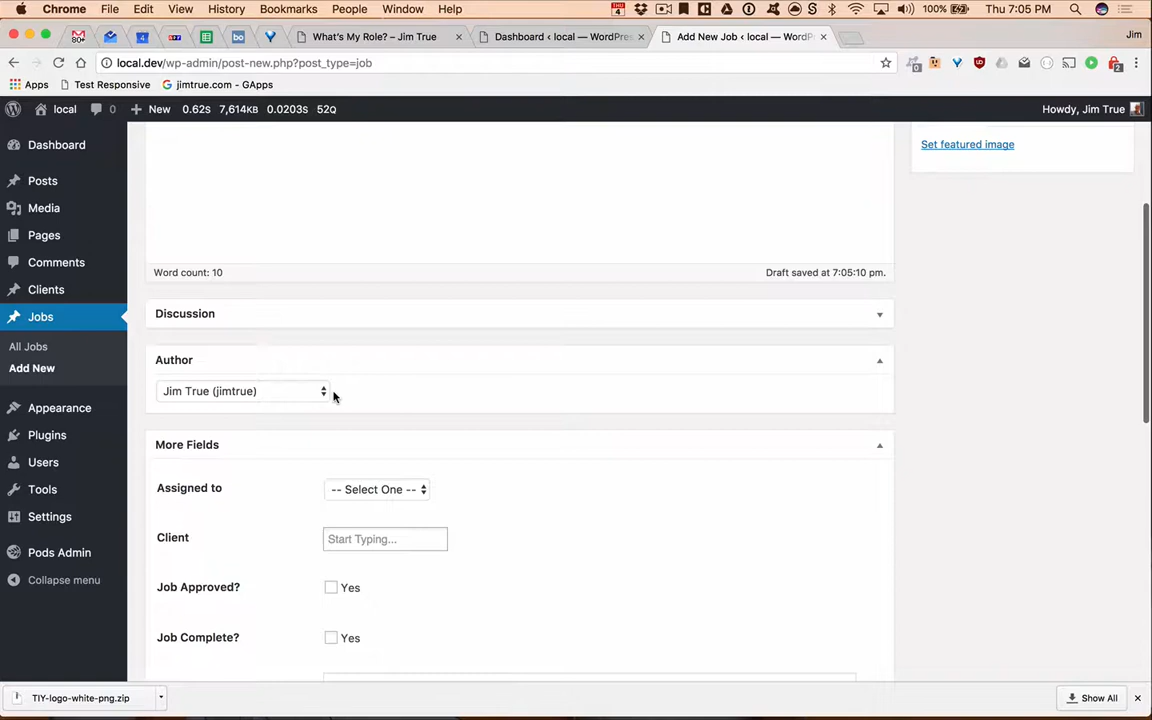 Chrome File Edit View History Bookmarks People Window Help THU 4 100% Thu 7:05 PM
80+ 4 bo What's My Role? – Jim True × Dashboard ‹ local — WordPres × Add New Job ‹ local — WordP × Jim
local.dev/wp-admin/post-new.php?post_type=job
Apps Test Responsive jimtrue.com - GApps
local 0 New 0.62S 7,614KB 0.0203S 52Q Howdy, Jim True
Dashboard
Posts
Media
Pages
Comments
Clients
Jobs
All Jobs
Add New
Appearance
Plugins
Users
Tools
Settings
Pods Admin
Collapse menu
Set featured image
Word count: 10 Draft saved at 7:05:10 pm.
Discussion
Author
Jim True (jimtrue)
More Fields
Assigned to -- Select One --
Client Start Typing...
Job Approved? Yes
Job Complete? Yes
TIY-logo-white-png.zip Show All ×